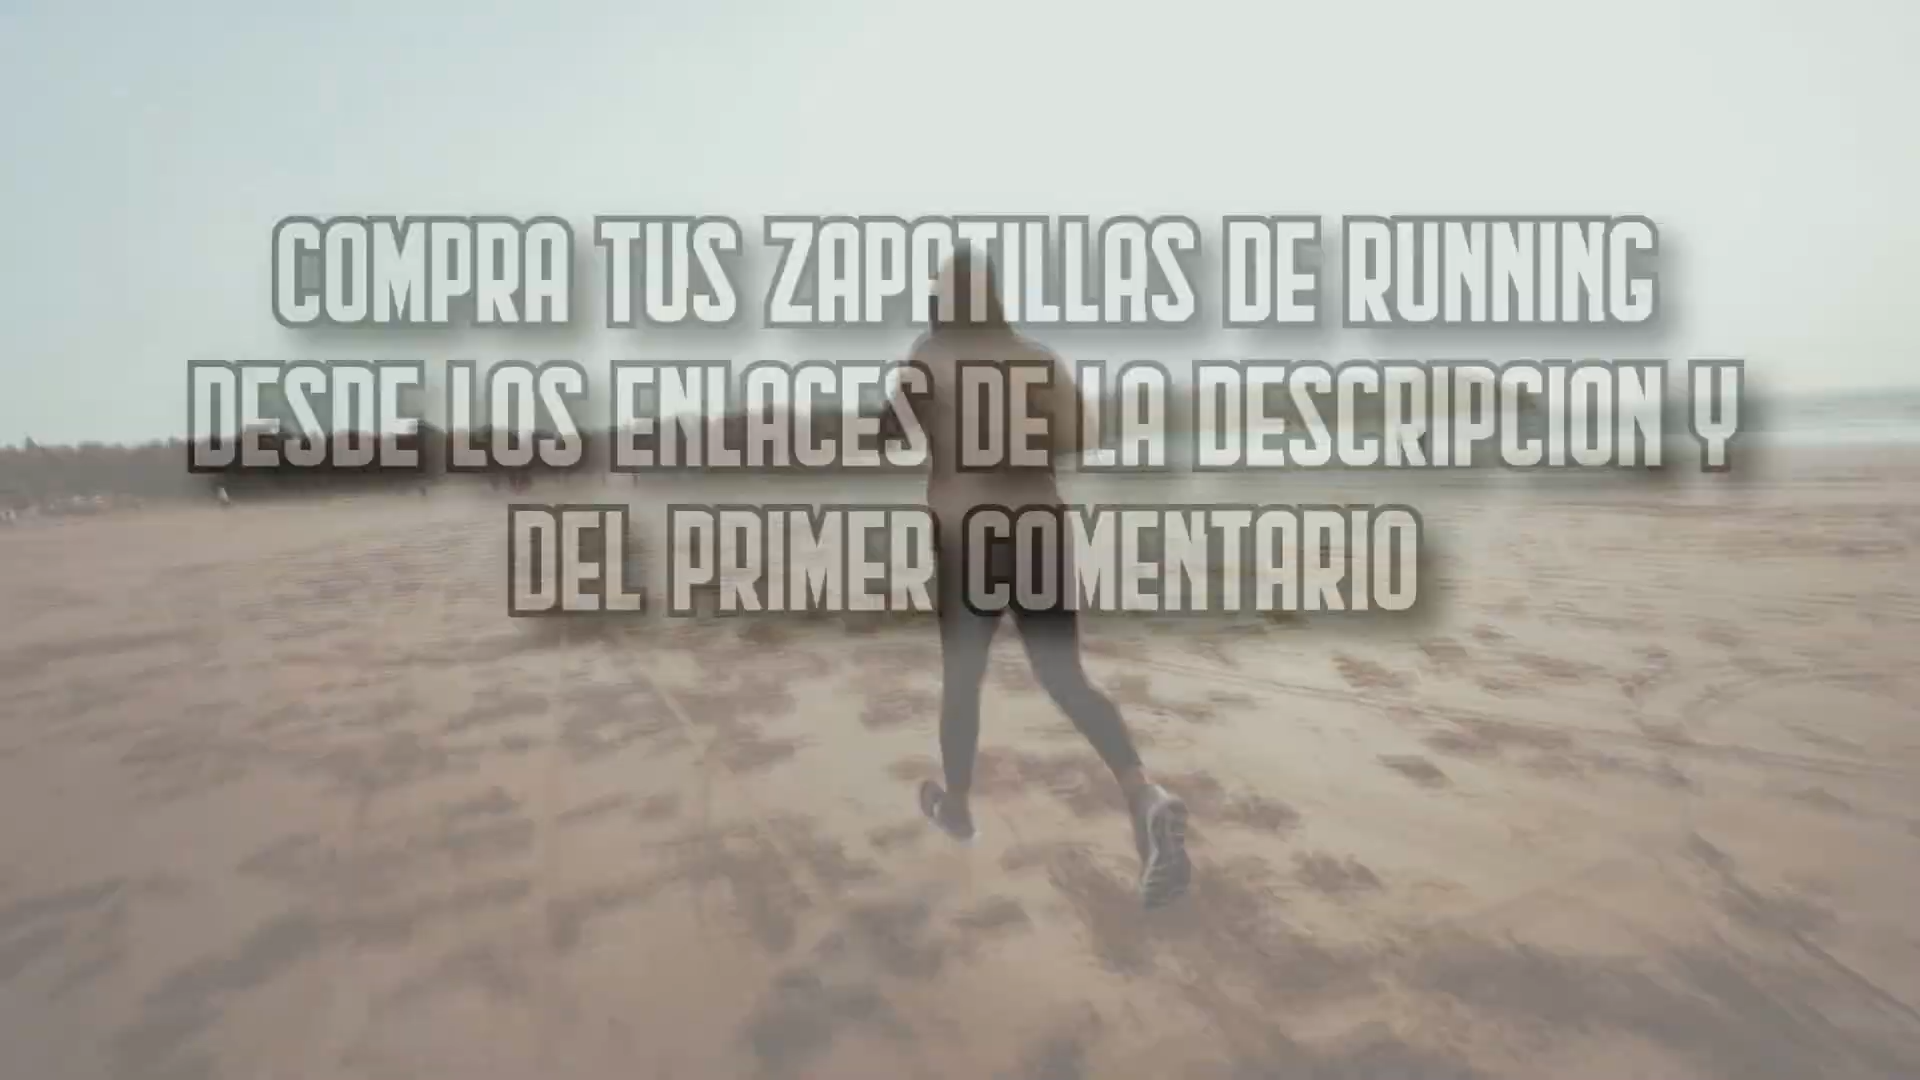 COMPRA TUS ZAPATILLAS DE RUNNING
DESDE LOS ENLACES DE LA DESCRIPCION Y
DEL PRIMER COMENTARIO